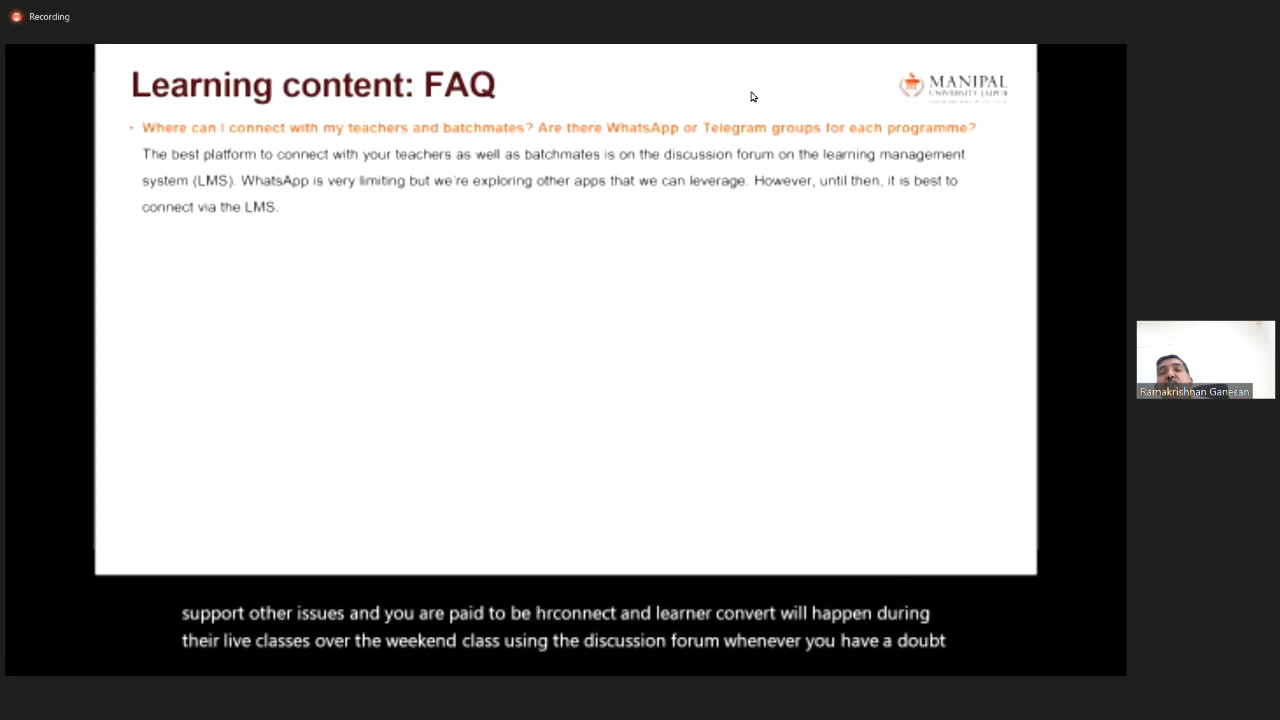 Recording
Learning content: FAQ
MANIPAL
UNIVERSITY JAIPUR
• Where can I connect with my teachers and batchmates? Are there WhatsApp or Telegram groups for each programme?
The best platform to connect with your teachers as well as batchmates is on the discussion forum on the learning management
system (LMS). WhatsApp is very limiting but we're exploring other apps that we can leverage. However, until then, it is best to
connect via the LMS.
Ramakrishnan Ganesan
support other issues and you are paid to be hrconnect and learner convert will happen during
their live classes over the weekend class using the discussion forum whenever you have a doubt